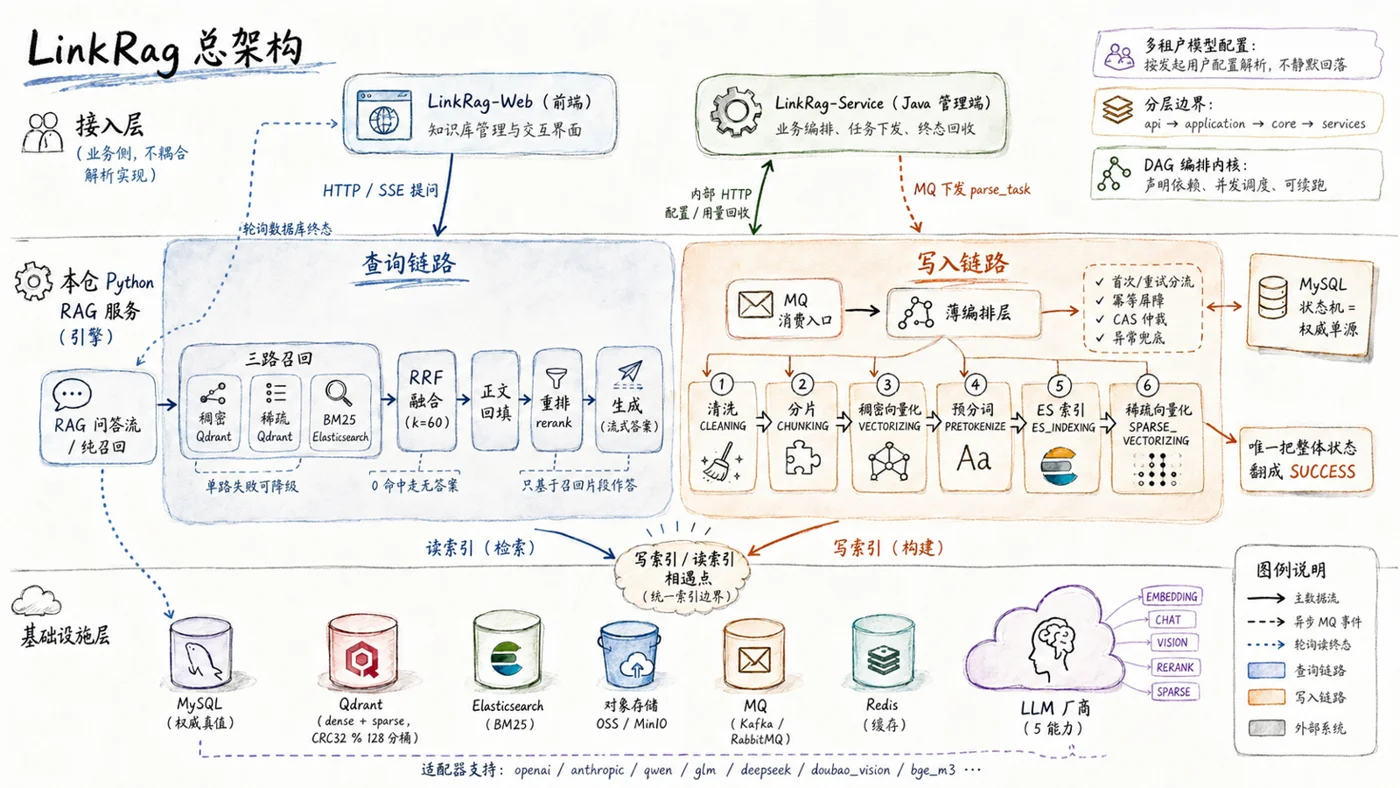 LinkRag 总架构
多租户模型配置：
按发起用户配置解析，不静默回落
分层边界：
api → application → core → services
DAG 编排内核：
声明依赖、并发调度、可续跑
接入层
（业务侧，不耦合
解析实现）
LinkRag-Web（前端）
知识库管理与交互界面
LinkRag-Service（Java 管理端）
业务编排、任务下发、终态回收
HTTP / SSE 提问
内部 HTTP
配置 / 用量回收
MQ 下发 parse_task
轮询数据库终态
本仓 Python
RAG 服务
（引擎）
RAG 问答流
/ 纯召回
查询链路
三路召回
稠密
Qdrant
稀疏
Qdrant
BM25
Elasticsearch
RRF
融合
(k=60)
正文
回填
重排
rerank
生成
(流式答案)
单路失败可降级
0 命中走无答案
只基于召回片段作答
写入链路
MQ
消费入口
薄编排层
✓ 首次/重试分流
✓ 幂等屏障
✓ CAS 仲裁
✓ 异常兜底
MySQL
状态机 =
权威单源
1
清洗
CLEANING
2
分片
CHUNKING
3
稠密向量化
VECTORIZING
4
预分词
PRETOKENIZE
Aa
5
ES 索引
ES_INDEXING
6
稀疏向量化
SPARSE_
VECTORIZING
唯一把整体状态
翻成 SUCCESS
读索引（检索）
写索引 / 读索引
相遇点
（统一索引边界）
写索引（构建）
基础设施层
MySQL
（权威真值）
Qdrant
（dense + sparse,
CRC32 % 128 分桶）
Elasticsearch
（BM25）
对象存储
OSS / MinIO
MQ
（Kafka /
RabbitMQ）
Redis
（缓存）
LLM 厂商
（5 能力）
EMBEDDING
CHAT
VISION
RERANK
SPARSE
图例说明
主数据流
异步 MQ 事件
轮询读终态
查询链路
写入链路
外部系统
适配器支持：openai / anthropic / qwen / glm / deepseek / doubao_vision / bge_m3 ···